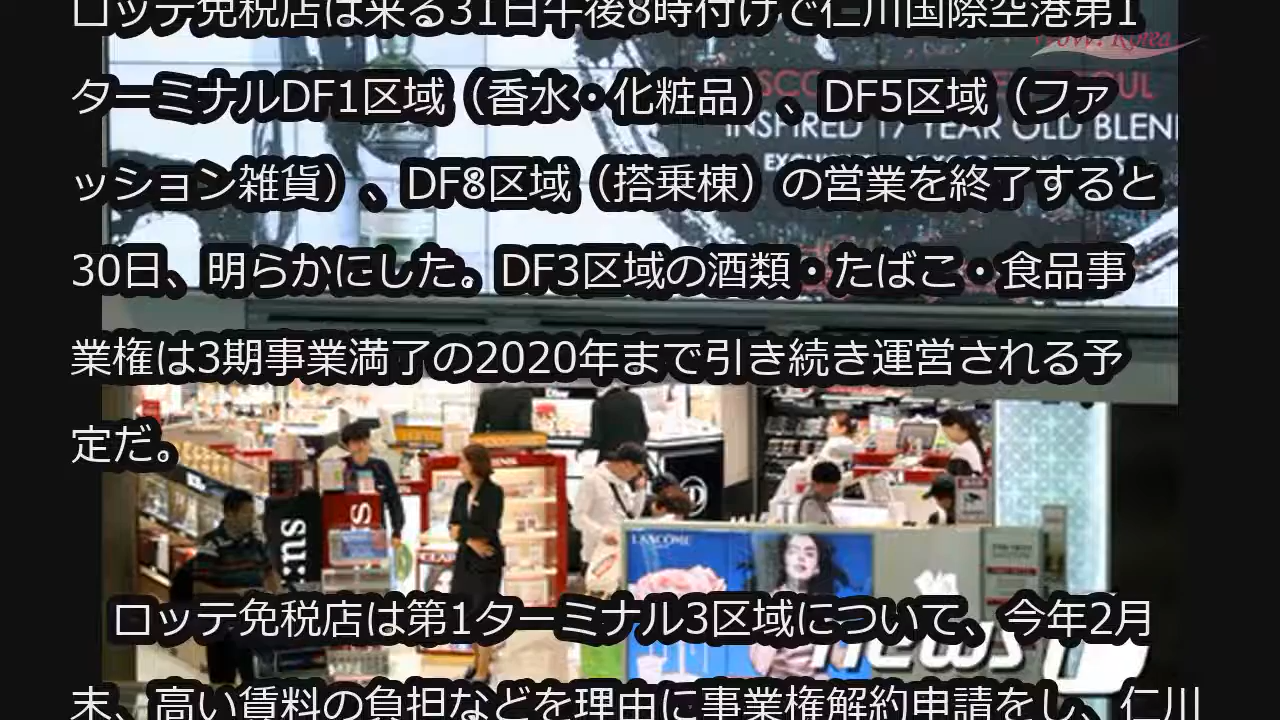 ロッテ免税店は来る31日午後8時付けで仁川国際空港第1
ターミナルDF1区域（香水・化粧品）、DF5区域（ファ
ッション雑貨）、DF8区域（搭乗棟）の営業を終了すると
30日、明らかにした。DF3区域の酒類・たばこ・食品事
業権は3期事業満了の2020年まで引き続き運営される予
定だ。
ロッテ免税店は第1ターミナル3区域について、今年2月
末、高い賃料の負担などを理由に事業権解約申請をし、仁川
wow! Korea
INSPIRED 17 YEAR OLD
LANCOME
news1